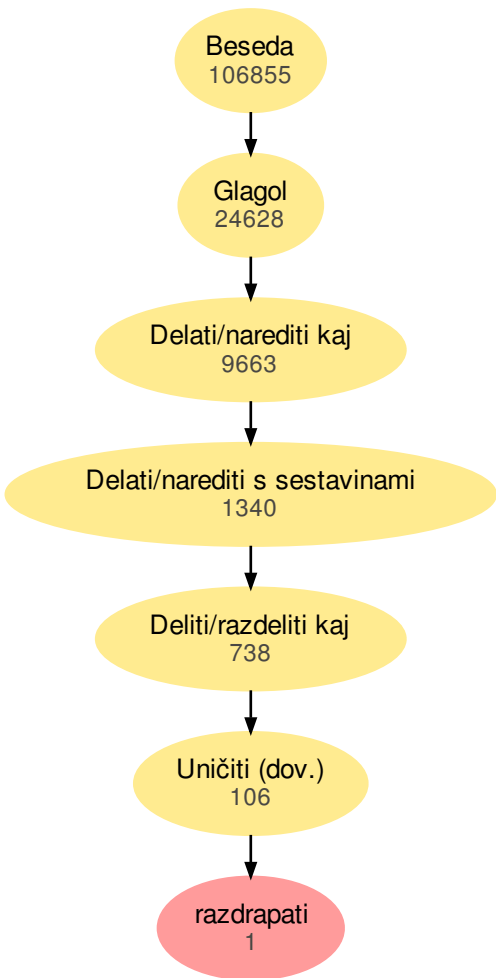 Beseda
106855
Glagol
24628
Delati/narediti kaj
9663
Delati/narediti s sestavinami
1340
Deliti/razdeliti kaj
738
Uničiti (dov.)
106
razdrapati
1